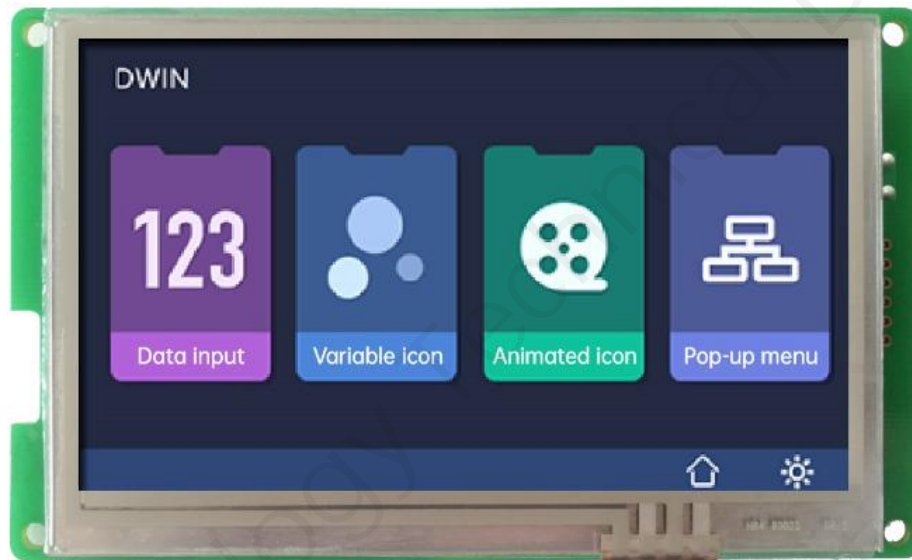 DWIN
123
Data input
Variable icon
Animated icon
Pop-up menu